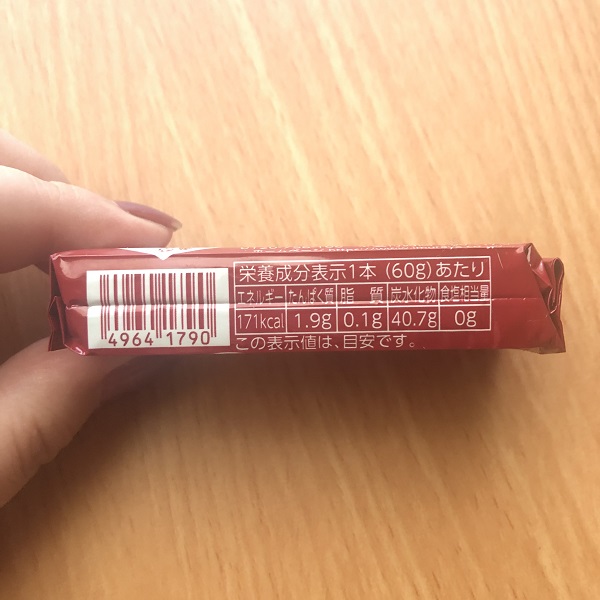 栄養成分表示1本(60g)あたり
エネルギー たんぱく質 脂 質 炭水化物 食塩相当量
171kcal 1.9g 0.1g 40.7g 0g
この表示値は、目安です。
4964 1790